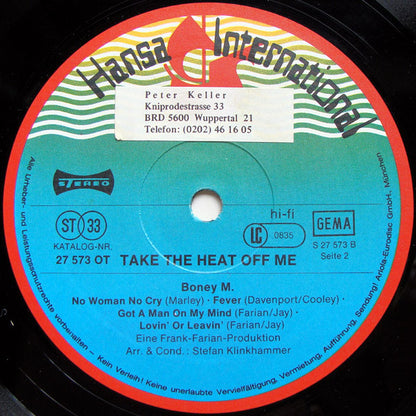 Hansa International
Peter Keller
Kniprodestrasse 33
BRD 5600 Wuppertal 21
Telefon: (0202) 46 16 05
STEREO
ST 33
KATALOG-NR.
27 573 OT
TAKE THE HEAT OFF ME
hi-fi
LC 0835
GEMA
S 27 573 B
Seite 2
Boney M.
No Woman No Cry (Marley) · Fever (Davenport/Cooley) ·
Got A Man On My Mind (Farian/Jay) ·
Lovin' Or Leavin' (Farian/Jay)
Eine Frank-Farian-Produktion
Arr. & Cond.: Stefan Klinkhammer
Alle Urheber- und Leistungsschutzrechte vorbehalten – Kein Verleih! Keine unerlaubte Vervielfältigung, Vermietung, Aufführung, Sendung! Ariola-Eurodisc GmbH., München